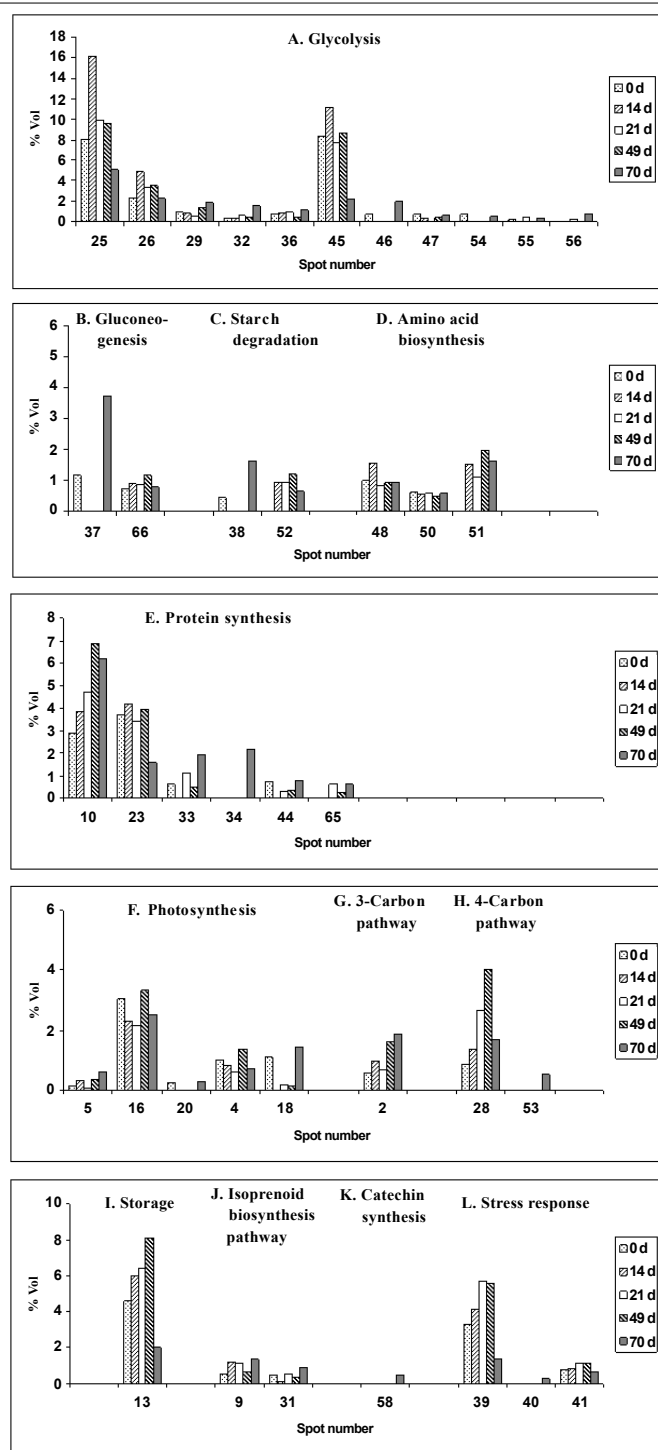 A. Glycolysis
18
16
14
12
10
8
6
4
2
0
% Vol
25 26 29 32 36 45 46 47 54 55 56
Spot number
0 d
14 d
21 d
49 d
70 d
B. Gluconeo-
genesis
C. Starch
degradation
D. Amino acid
biosynthesis
6
5
4
3
2
1
0
% Vol
37 66 38 52 48 50 51
Spot number
0 d
14 d
21 d
49 d
70 d
E. Protein synthesis
8
7
6
5
4
3
2
1
0
% Vol
10 23 33 34 44 65
Spot number
0 d
14 d
21 d
49 d
70 d
F. Photosynthesis
G. 3-Carbon
pathway
H. 4-Carbon
pathway
6
4
2
0
% Vol
5 16 20 4 18 2 28 53
Spot number
0 d
14 d
21 d
49 d
70 d
I. Storage
J. Isoprenoid
biosynthesis
pathway
K. Catechin
synthesis
L. Stress response
10
8
6
4
2
0
% Vol
13 9 31 58 39 40 41
Spot number
0 d
14 d
21 d
49 d
70 d